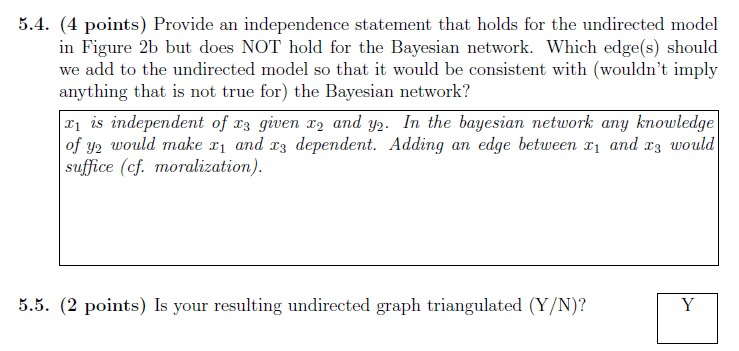 5.4. (4 points) Provide an independence statement that holds for the undirected model
in Figure 2b but does NOT hold for the Bayesian network. Which edge(s) should
we add to the undirected model so that it would be consistent with (wouldn't imply
anything that is not true for) the Bayesian network?
x₁ is independent of x₃ given x₂ and y₂. In the bayesian network any knowledge
of y₂ would make x₁ and x₃ dependent. Adding an edge between x₁ and x₃ would
suffice (cf. moralization).
5.5. (2 points) Is your resulting undirected graph triangulated (Y/N)?
Y